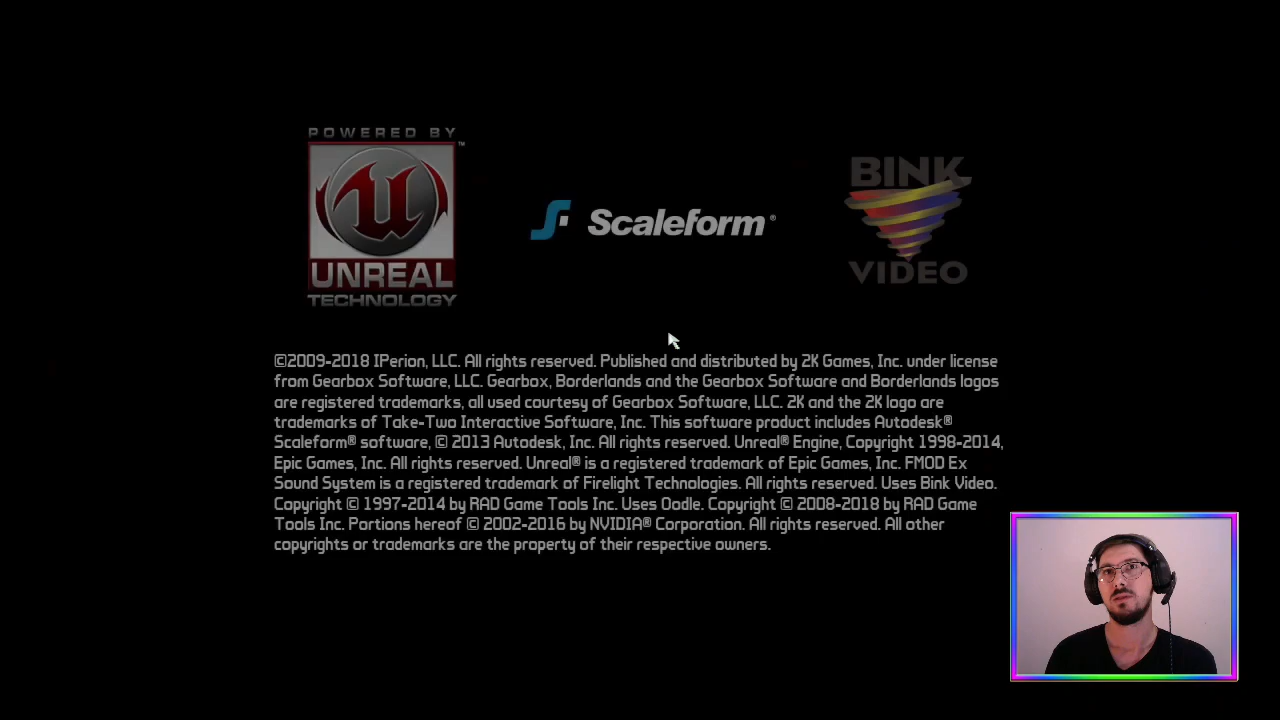 POWERED BY
UNREAL
TECHNOLOGY™
Scaleform®
BINK
VIDEO
©2009-2018 IPerion, LLC. All rights reserved. Published and distributed by 2K Games, Inc. under license
from Gearbox Software, LLC. Gearbox, Borderlands and the Gearbox Software and Borderlands logos
are registered trademarks, all used courtesy of Gearbox Software, LLC. 2K and the 2K logo are
trademarks of Take-Two Interactive Software, Inc. This software product includes Autodesk®
Scaleform® software, © 2013 Autodesk, Inc. All rights reserved. Unreal® Engine, Copyright 1998-2014,
Epic Games, Inc. All rights reserved. Unreal® is a registered trademark of Epic Games, Inc. FMOD Ex
Sound System is a registered trademark of Firelight Technologies. All rights reserved. Uses Bink Video.
Copyright © 1997-2014 by RAD Game Tools Inc. Uses Oodle. Copyright © 2008-2018 by RAD Game
Tools Inc. Portions hereof © 2002-2016 by NVIDIA® Corporation. All rights reserved. All other
copyrights or trademarks are the property of their respective owners.